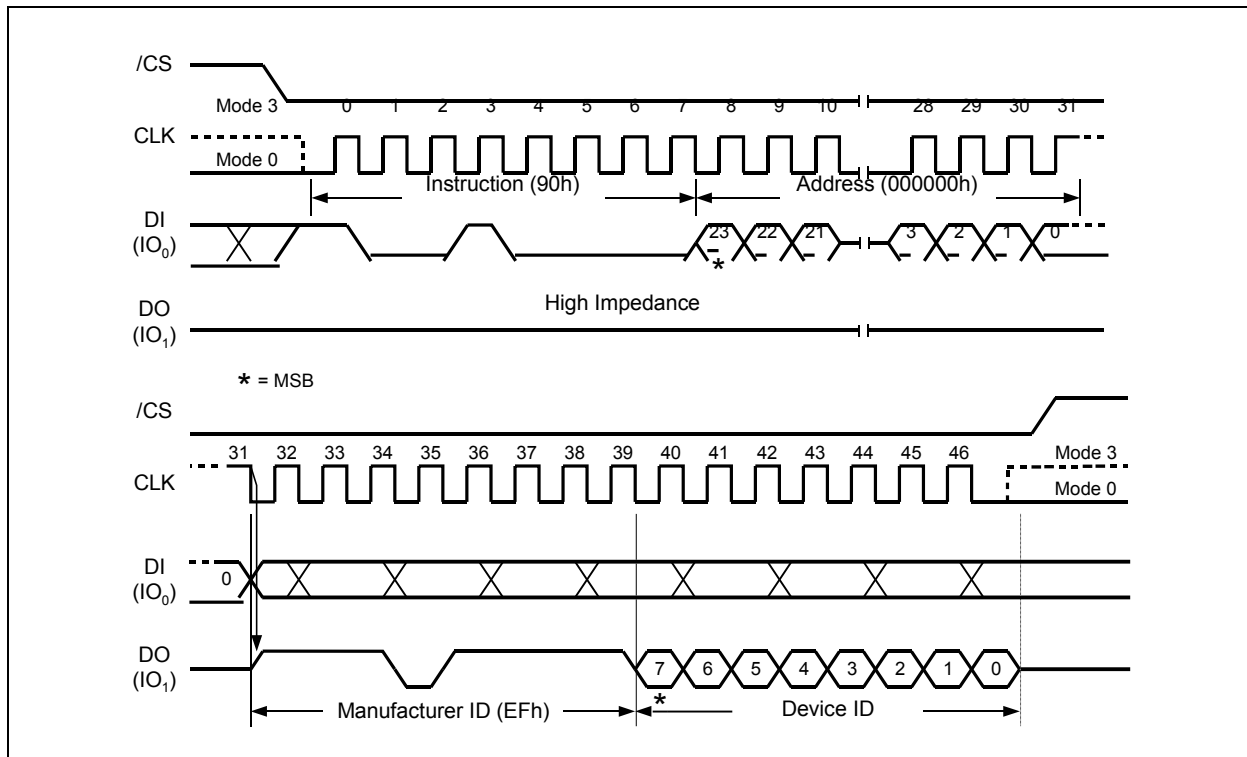 /CS
Mode 3 0 1 2 3 4 5 6 7 8 9 10 28 29 30 31
CLK
Mode 0
Instruction (90h) Address (000000h)
DI
(IO0)
23 22 21 3 2 1 0
*
DO
(IO1)
High Impedance
* = MSB
/CS
31 32 33 34 35 36 37 38 39 40 41 42 43 44 45 46 Mode 3
CLK
Mode 0
DI
(IO0)
0
DO
(IO1)
7 6 5 4 3 2 1 0
*
Manufacturer ID (EFh) Device ID